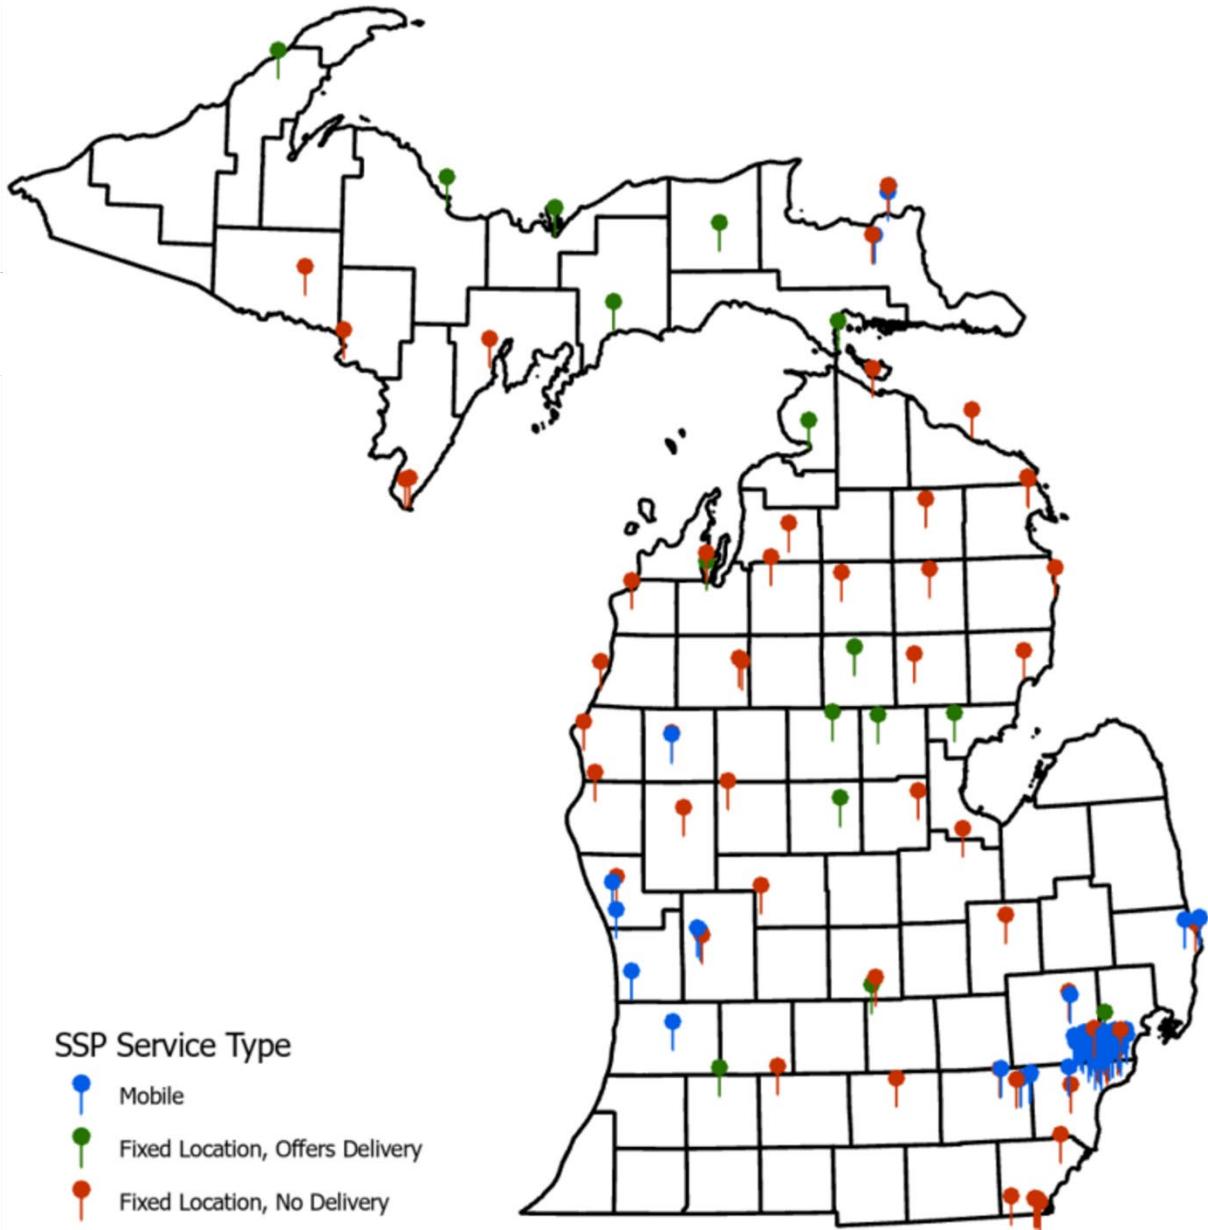 SSP Service Type
Mobile
Fixed Location, Offers Delivery
Fixed Location, No Delivery